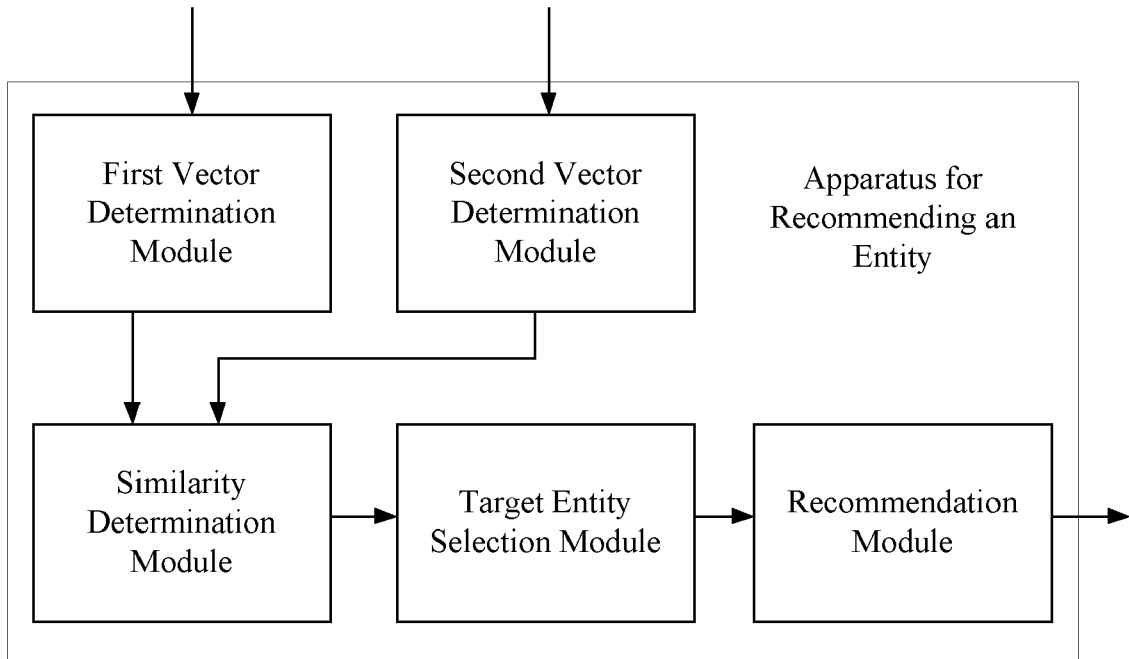 First Vector
Determination
Module
Second Vector
Determination
Module
Apparatus for
Recommending an
Entity
Similarity
Determination
Module
Target Entity
Selection Module
Recommendation
Module